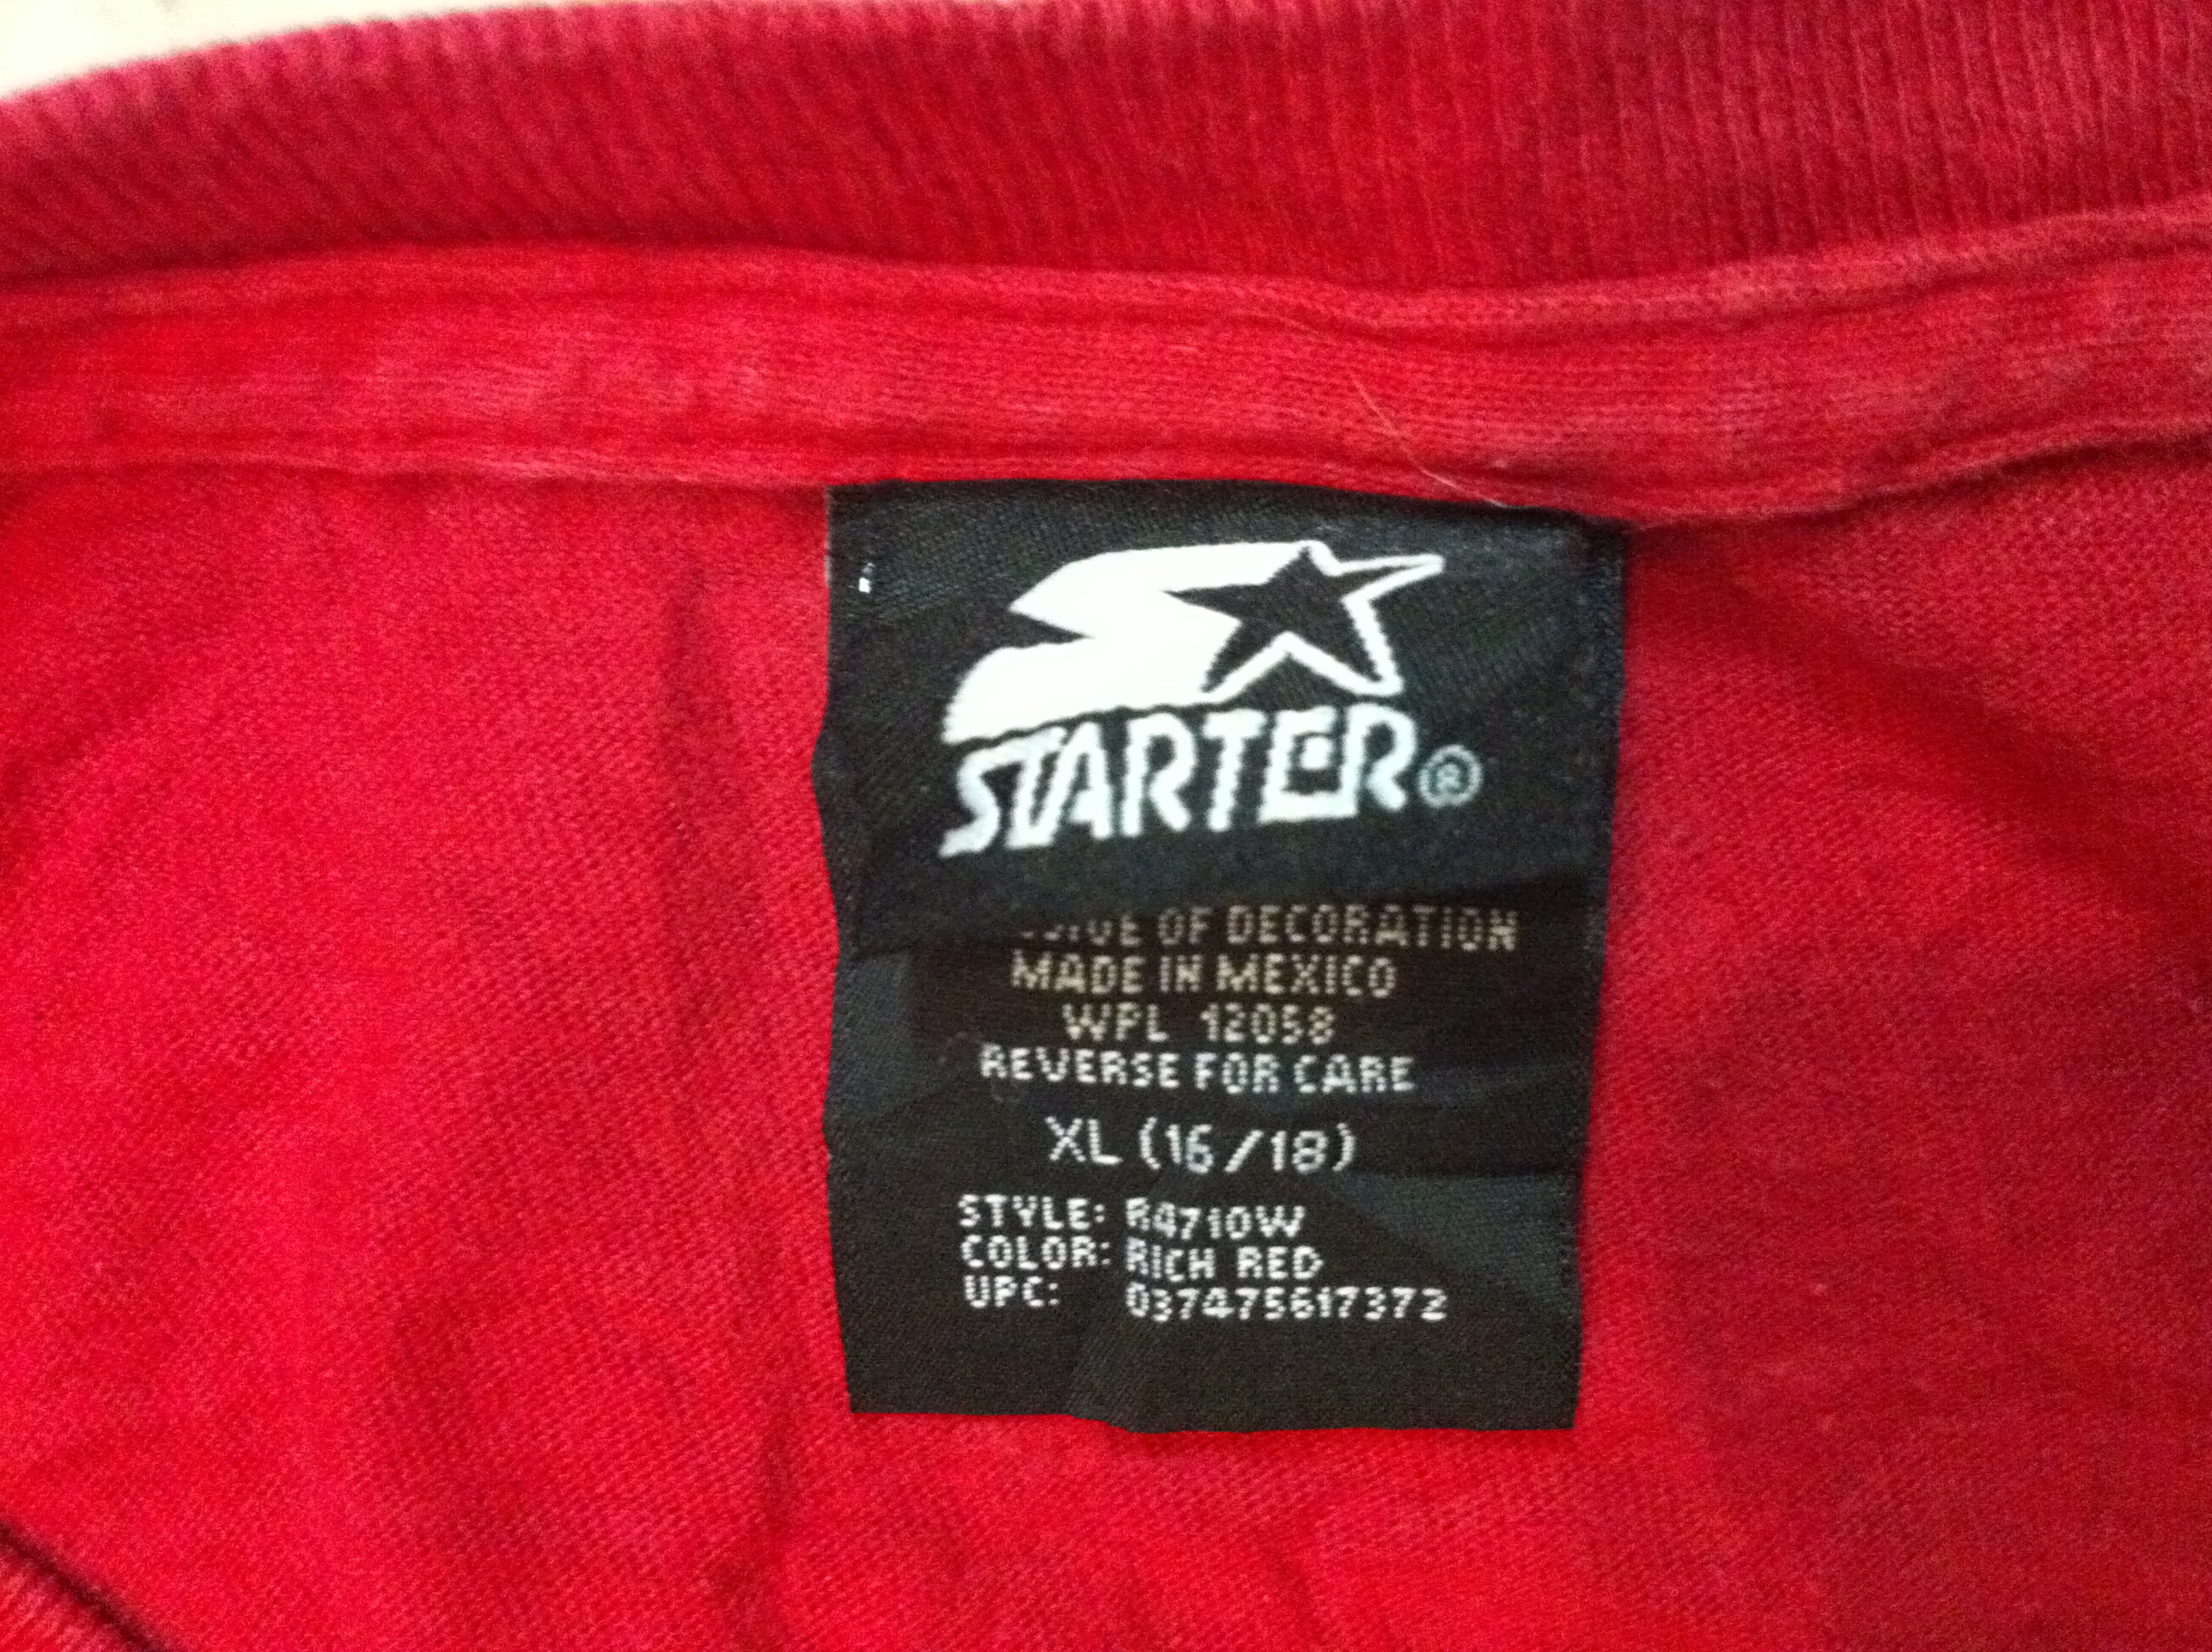 STARTER®
OF DECORATION
MADE IN MEXICO
WPL 12058
REVERSE FOR CARE
XL (16/18)
STYLE: R4710W
COLOR: RICH RED
UPC: 037475617372